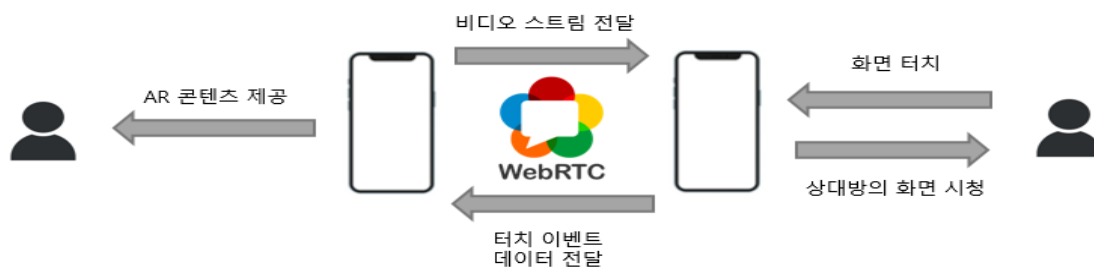 비디오 스트림 전달
화면 터치
AR 콘텐츠 제공
WebRTC
상대방의 화면 시청
터치 이벤트
데이터 전달